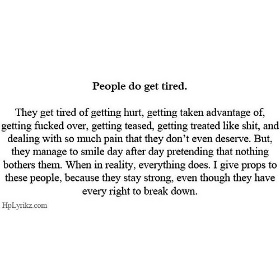 People do get tired.
They get tired of getting hurt, getting taken advantage of,
getting fucked over, getting teased, getting treated like shit, and
dealing with so much pain that they don't even deserve. But,
they manage to smile day after day pretending that nothing
bothers them. When in reality, everything does. I give props to
these people, because they stay strong, even though they have
every right to break down.
HpLyrikz.com